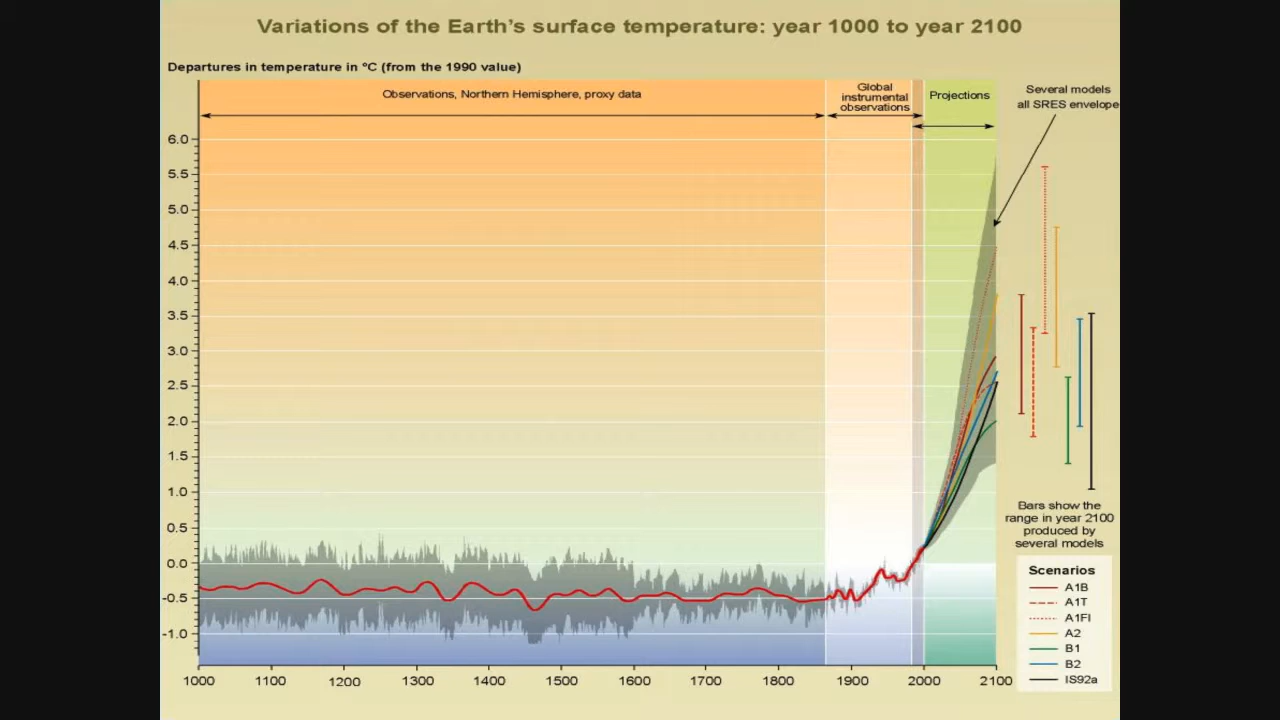 Variations of the Earth's surface temperature: year 1000 to year 2100
Departures in temperature in °C (from the 1990 value)
Observations, Northern Hemisphere, proxy data
Global
instrumental
observations
Projections
Several models
all SRES envelope
6.0
5.5
5.0
4.5
4.0
3.5
3.0
2.5
2.0
1.5
1.0
0.5
0.0
-0.5
-1.0
1000 1100 1200 1300 1400 1500 1600 1700 1800 1900 2000 2100
Bars show the
range in year 2100
produced by
several models
Scenarios
A1B
A1T
A1FI
A2
B1
B2
IS92a